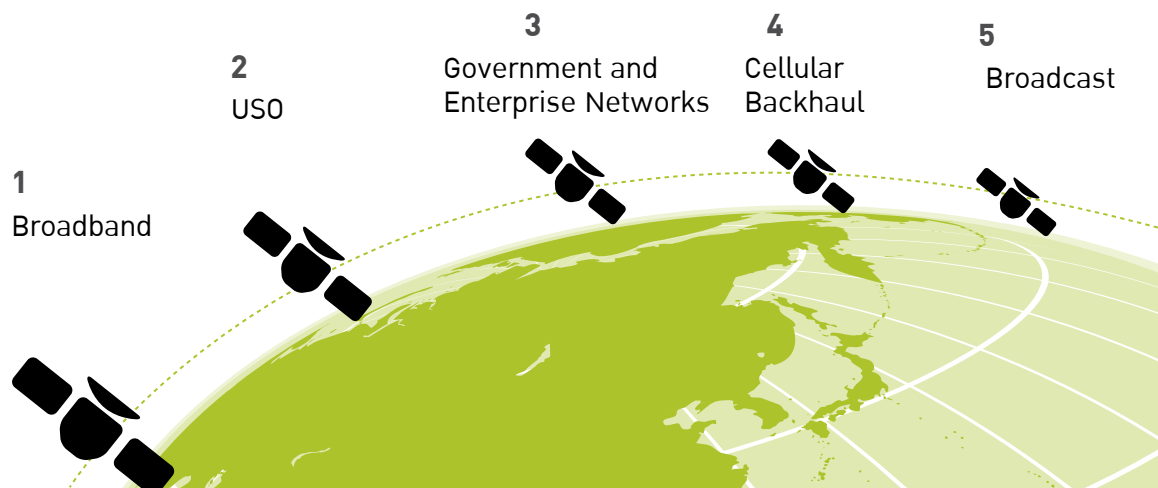 1
Broadband
2
USO
3
Government and
Enterprise Networks
4
Cellular
Backhaul
5
Broadcast